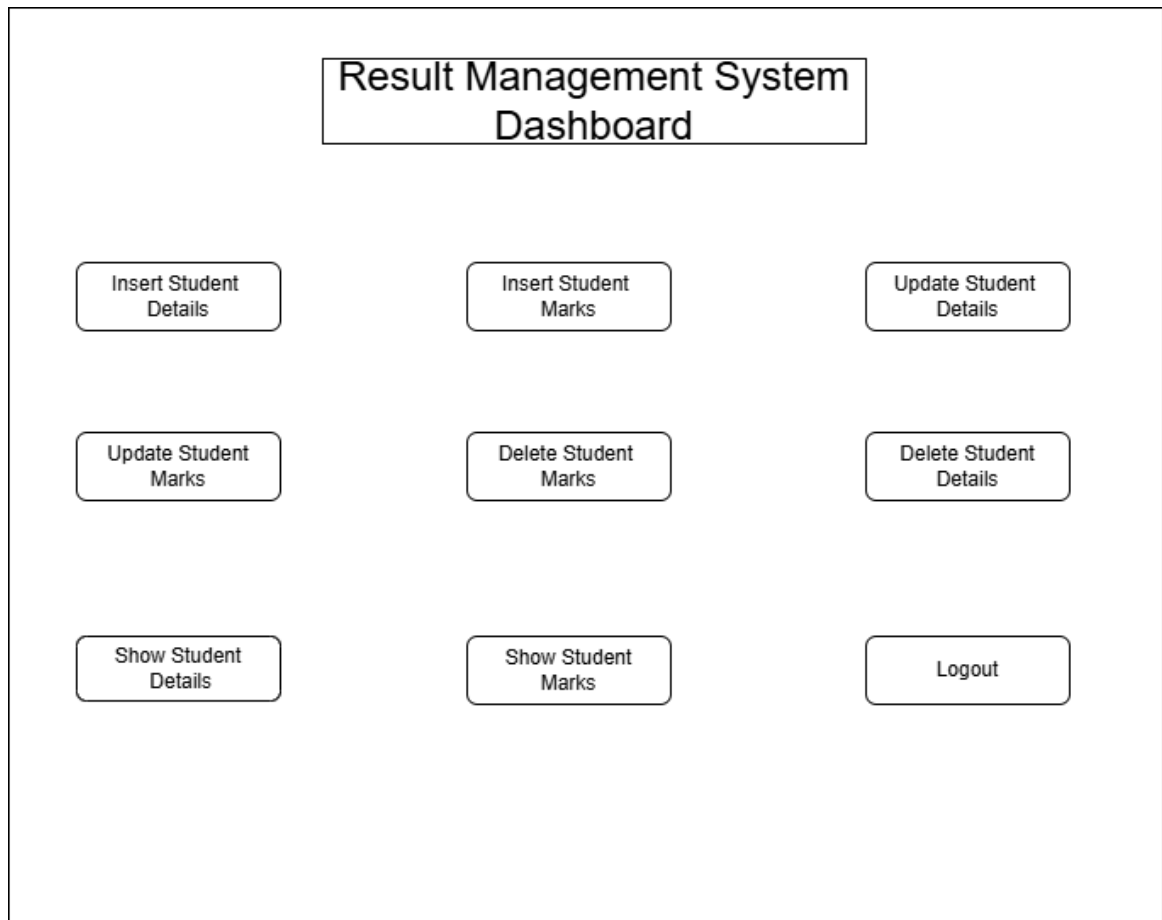 Result Management System
Dashboard
Insert Student
Details
Insert Student
Marks
Update Student
Details
Update Student
Marks
Delete Student
Marks
Delete Student
Details
Show Student
Details
Show Student
Marks
Logout